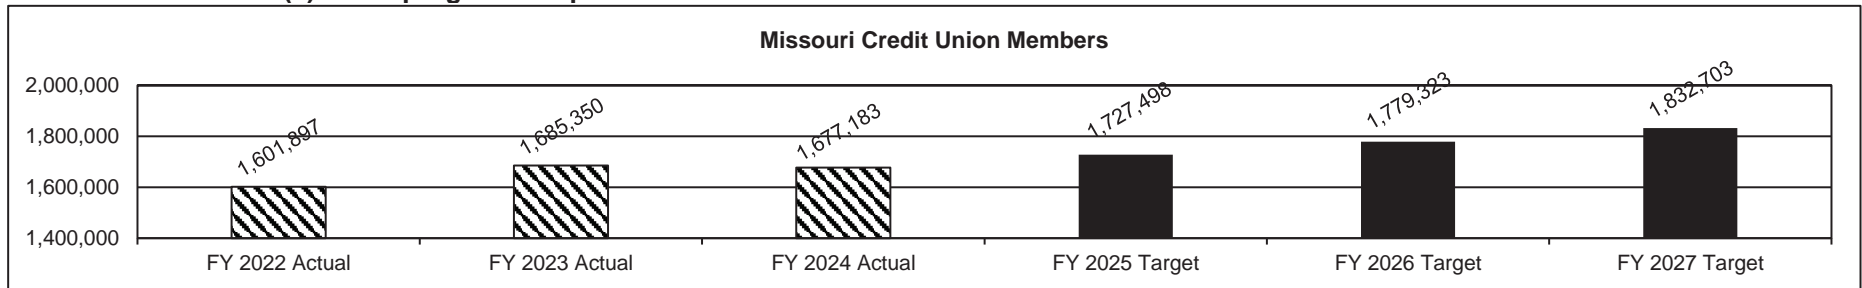 Missouri Credit Union Members
2,000,000
1,800,000
1,600,000
1,400,000
1,601,897
1,685,350
1,677,183
1,727,498
1,779,323
1,832,703
FY 2022 Actual
FY 2023 Actual
FY 2024 Actual
FY 2025 Target
FY 2026 Target
FY 2027 Target